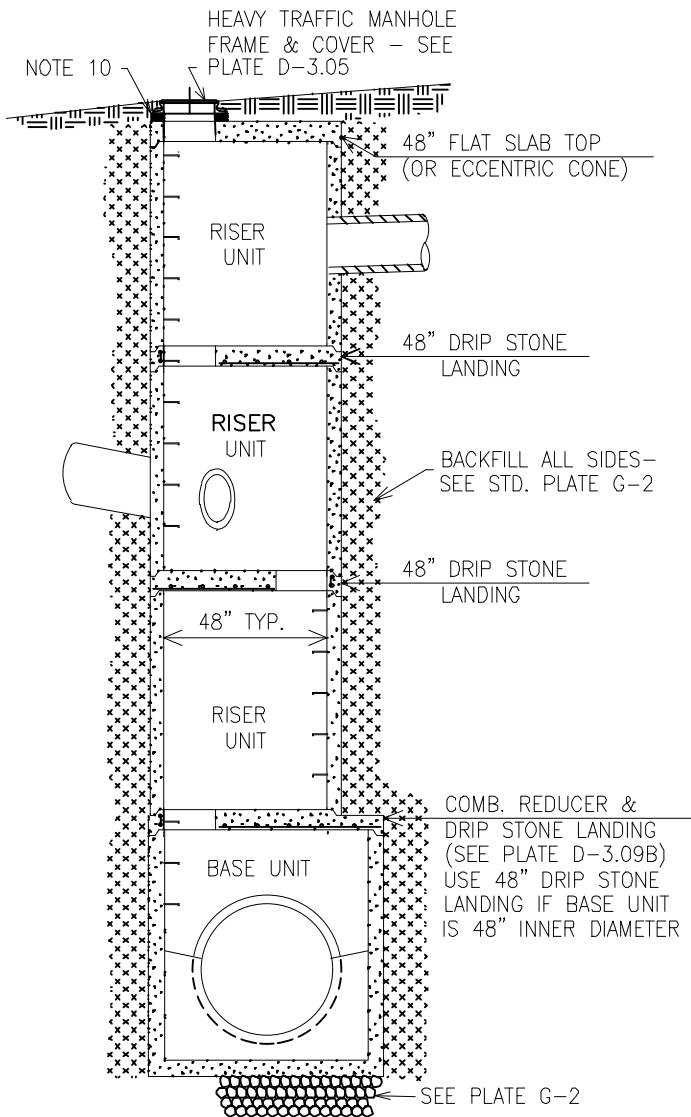 HEAVY TRAFFIC MANHOLE
FRAME & COVER – SEE
PLATE D–3.05
NOTE 10
48" FLAT SLAB TOP
(OR ECCENTRIC CONE)
RISER
UNIT
48" DRIP STONE
LANDING
RISER
UNIT
BACKFILL ALL SIDES–
SEE STD. PLATE G–2
48" DRIP STONE
LANDING
48" TYP.
RISER
UNIT
COMB. REDUCER &
DRIP STONE LANDING
(SEE PLATE D–3.09B)
USE 48" DRIP STONE
LANDING IF BASE UNIT
IS 48" INNER DIAMETER
BASE UNIT
SEE PLATE G–2